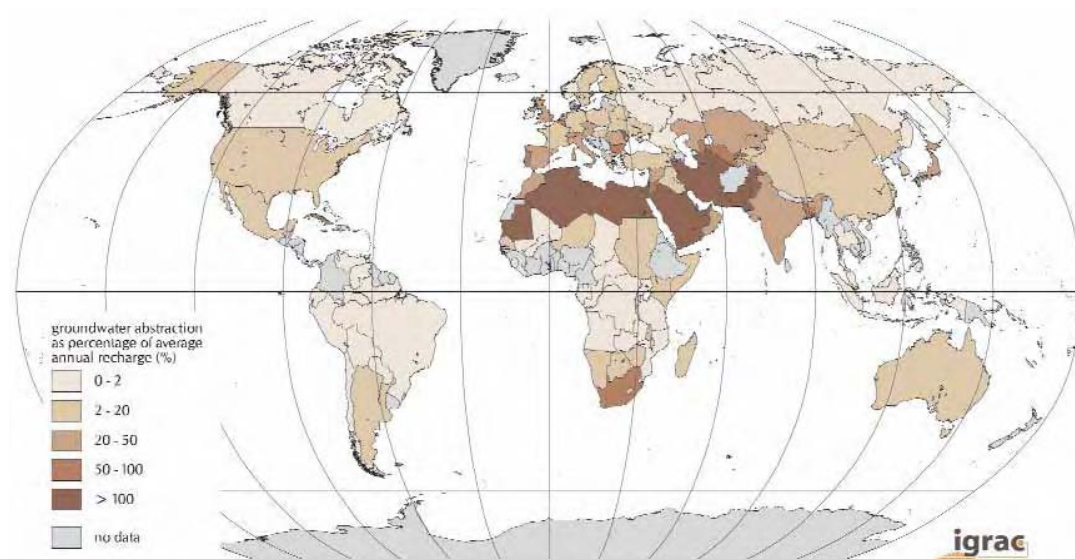 groundwater abstraction
as percentage of average
annual recharge (%)
0 - 2
2 - 20
20 - 50
50 - 100
> 100
no data
igrac